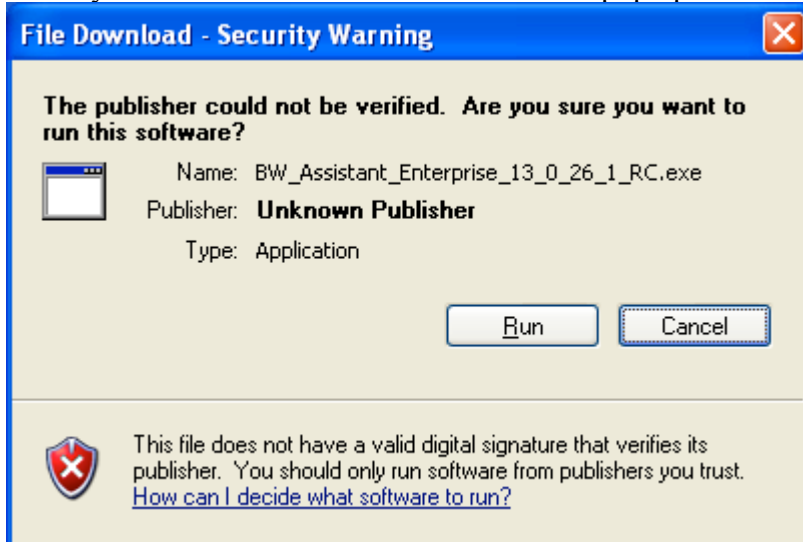 File Download - Security Warning
The publisher could not be verified.  Are you sure you want to
run this software?
Name: BW_Assistant_Enterprise_13_0_26_1_RC.exe
Publisher: Unknown Publisher
Type: Application
Run Cancel
This file does not have a valid digital signature that verifies its
publisher.  You should only run software from publishers you trust.
How can I decide what software to run?